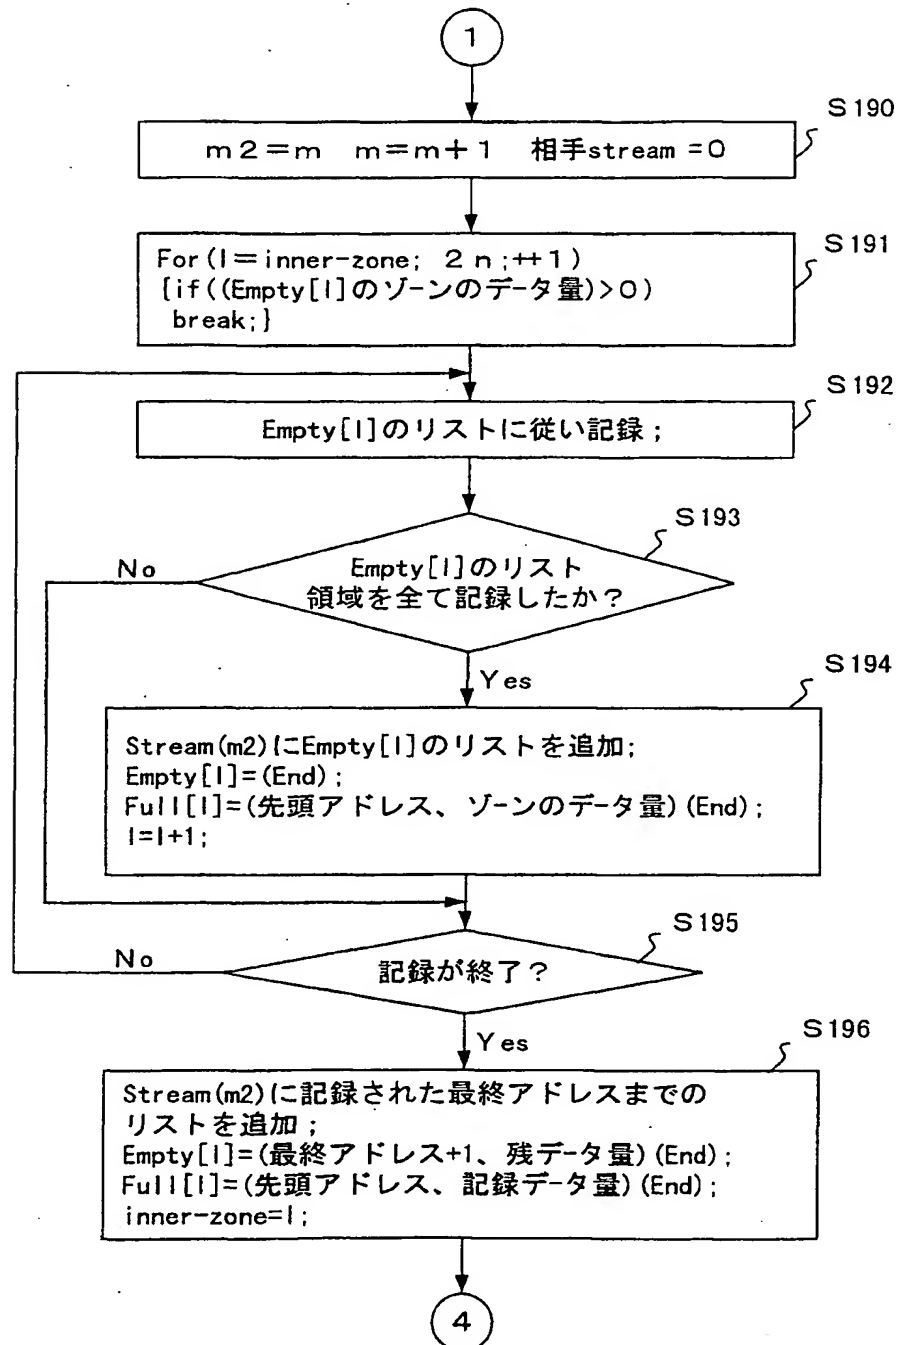 1
S190
m2=m m=m+1 相手stream=0
S191
For(l=inner-zone; 2n;++1)
{if((Empty[l]のゾーンのデータ量)>0)
break;}
S192
Empty[l]のリストに従い記録;
S193
No
Empty[l]のリスト
領域を全て記録したか?
Yes
S194
Stream(m2)にEmpty[l]のリストを追加;
Empty[l]=(End);
Full[l]=(先頭アドレス、ゾーンのデータ量)(End);
l=l+1;
S195
No
記録が終了?
Yes
S196
Stream(m2)に記録された最終アドレスまでの
リストを追加;
Empty[l]=(最終アドレス+1、残データ量)(End);
Full[l]=(先頭アドレス、記録データ量)(End);
inner-zone=l;
4